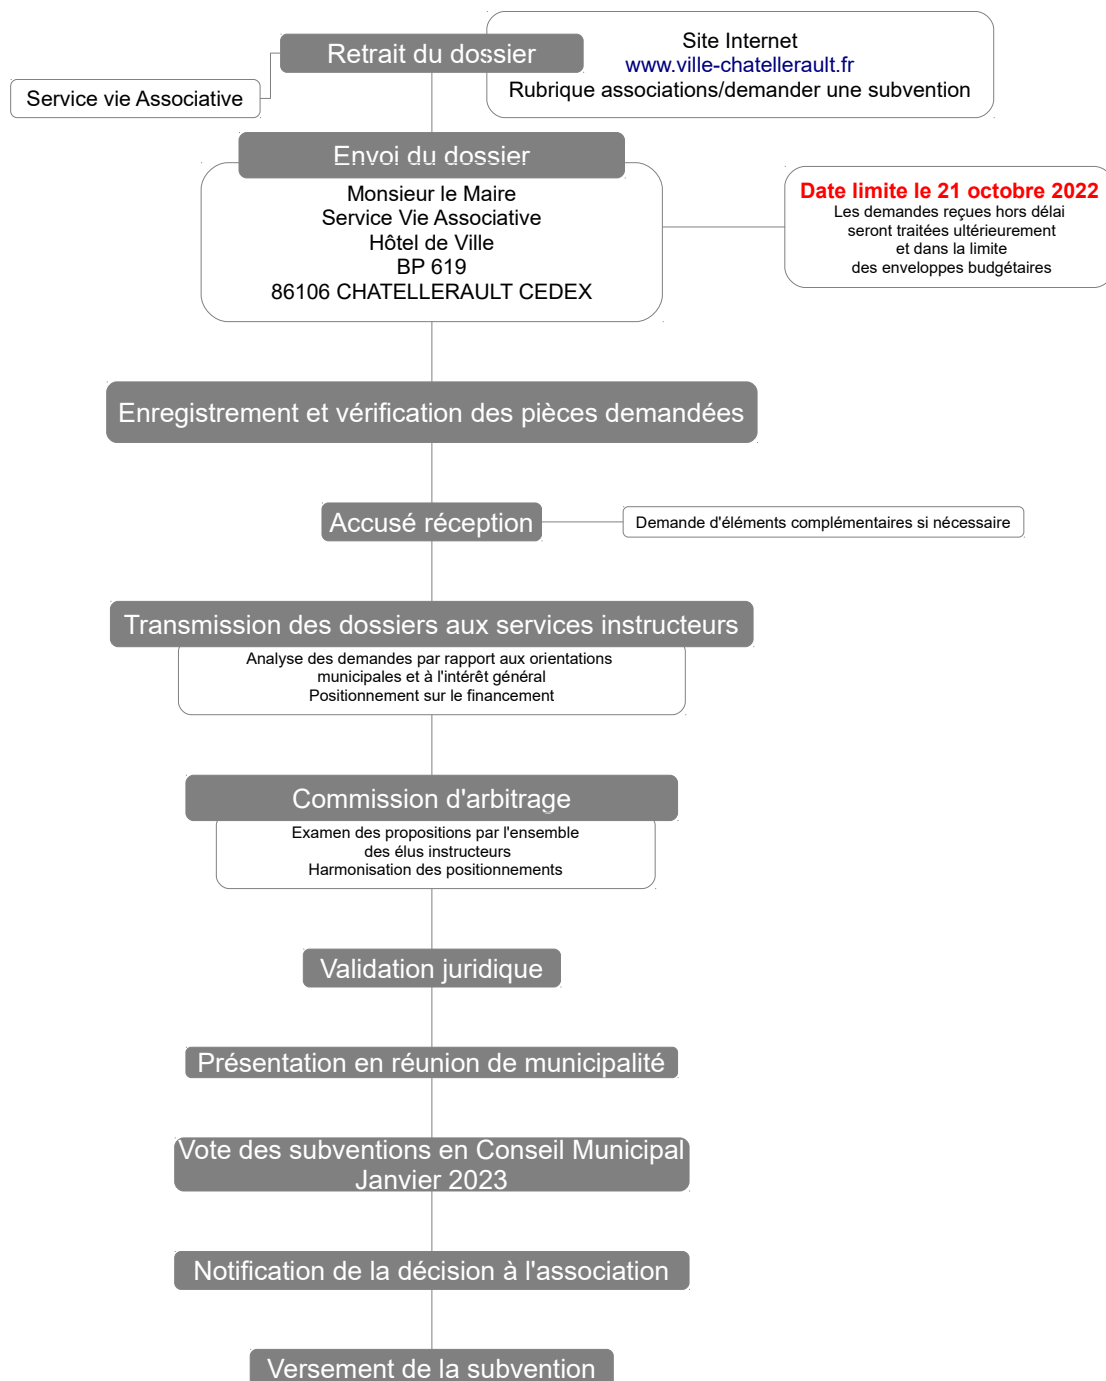 Retrait du dossier
Site Internet
www.ville-chatellerault.fr
Rubrique associations/demander une subvention
Service vie Associative
Envoi du dossier
Monsieur le Maire
Service Vie Associative
Hôtel de Ville
BP 619
86106 CHATELLERAULT CEDEX
Date limite le 21 octobre 2022
Les demandes reçues hors délai
seront traitées ultérieurement
et dans la limite
des enveloppes budgétaires
Enregistrement et vérification des pièces demandées
Accusé réception
Demande d'éléments complémentaires si nécessaire
Transmission des dossiers aux services instructeurs
Analyse des demandes par rapport aux orientations
municipales et à l'intérêt général
Positionnement sur le financement
Commission d'arbitrage
Examen des propositions par l'ensemble
des élus instructeurs
Harmonisation des positionnements
Validation juridique
Présentation en réunion de municipalité
Vote des subventions en Conseil Municipal
Janvier 2023
Notification de la décision à l'association
Versement de la subvention